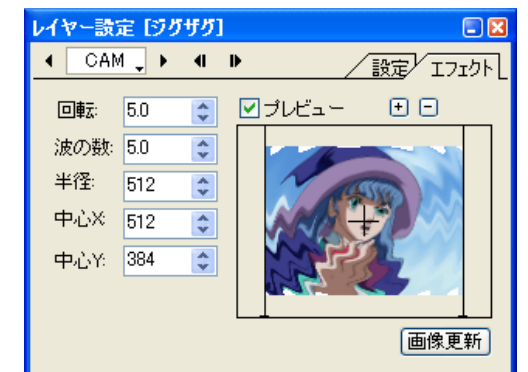 レイヤー設定 [ジグザグ]
CAM
設定 エフェクト
回転: 5.0
プレビュー
波の数: 5.0
半径: 512
中心X: 512
中心Y: 384
画像更新